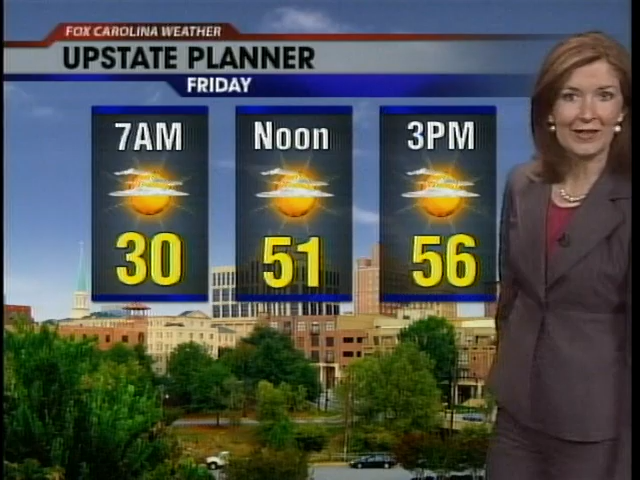 FOX CAROLINA WEATHER
UPSTATE PLANNER
FRIDAY
7AM Noon 3PM
30 51 56